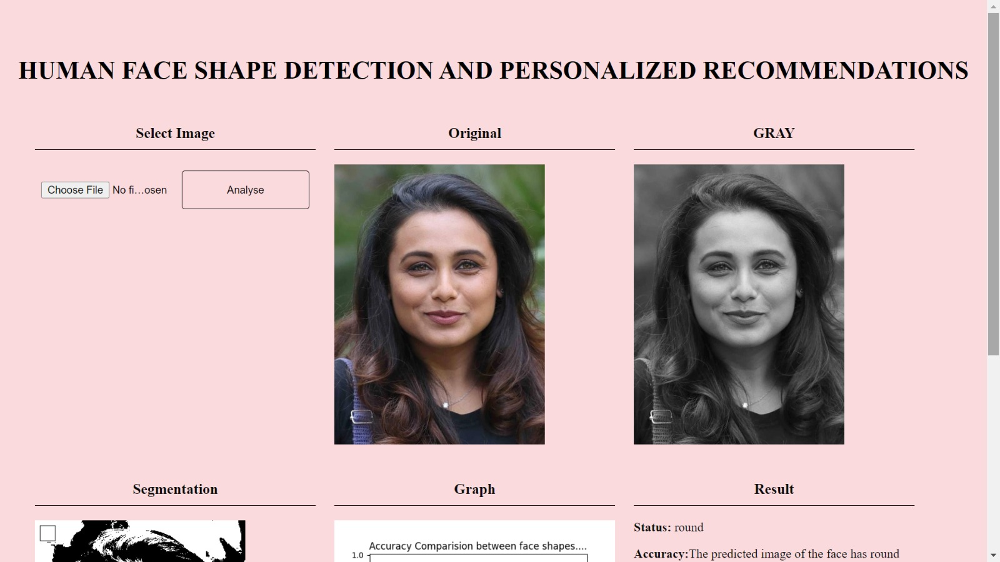 HUMAN FACE SHAPE DETECTION AND PERSONALIZED RECOMMENDATIONS
Select Image
Original
GRAY
Choose File No fi...osen
Analyse
Segmentation
Graph
Result
Accuracy Comparision between face shapes....
1.0
Status: round
Accuracy:The predicted image of the face has round